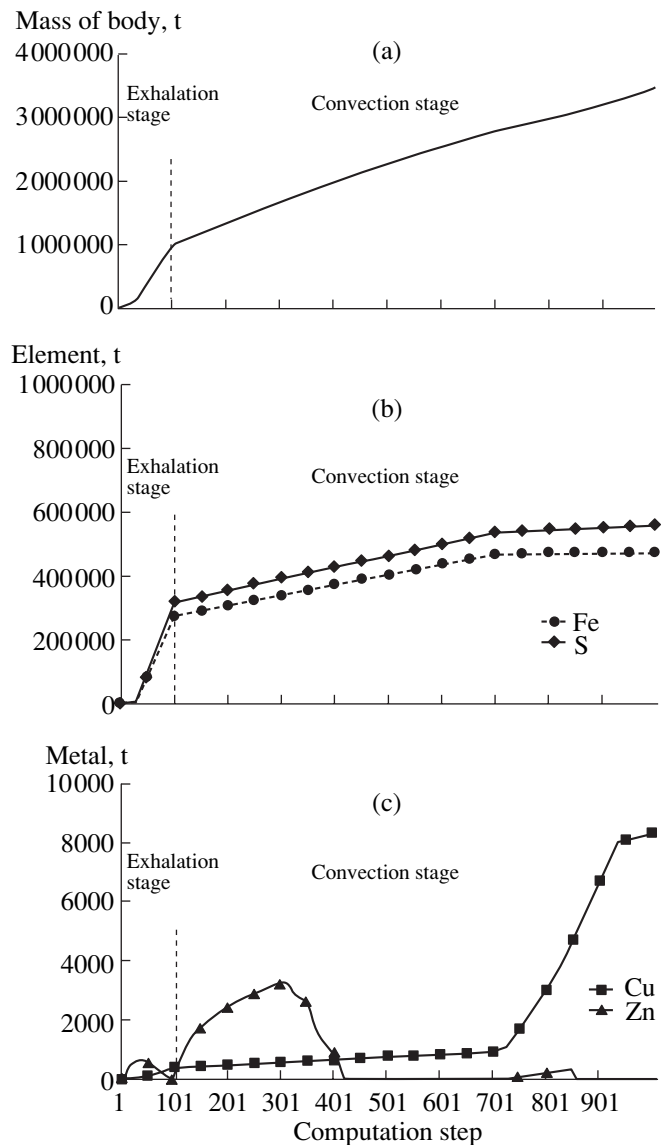 Mass of body, t
4000000
(a)
Exhalation
stage
Convection stage
3000000
2000000
1000000
0
Element, t
1000000
(b)
800000
Exhalation
stage
Convection stage
600000
400000
Fe
200000
S
0
Metal, t
10000
(c)
8000
Exhalation
stage
Convection stage
6000
4000
Cu
Zn
2000
0
1 101 201 301 401 501 601 701 801 901
Computation step